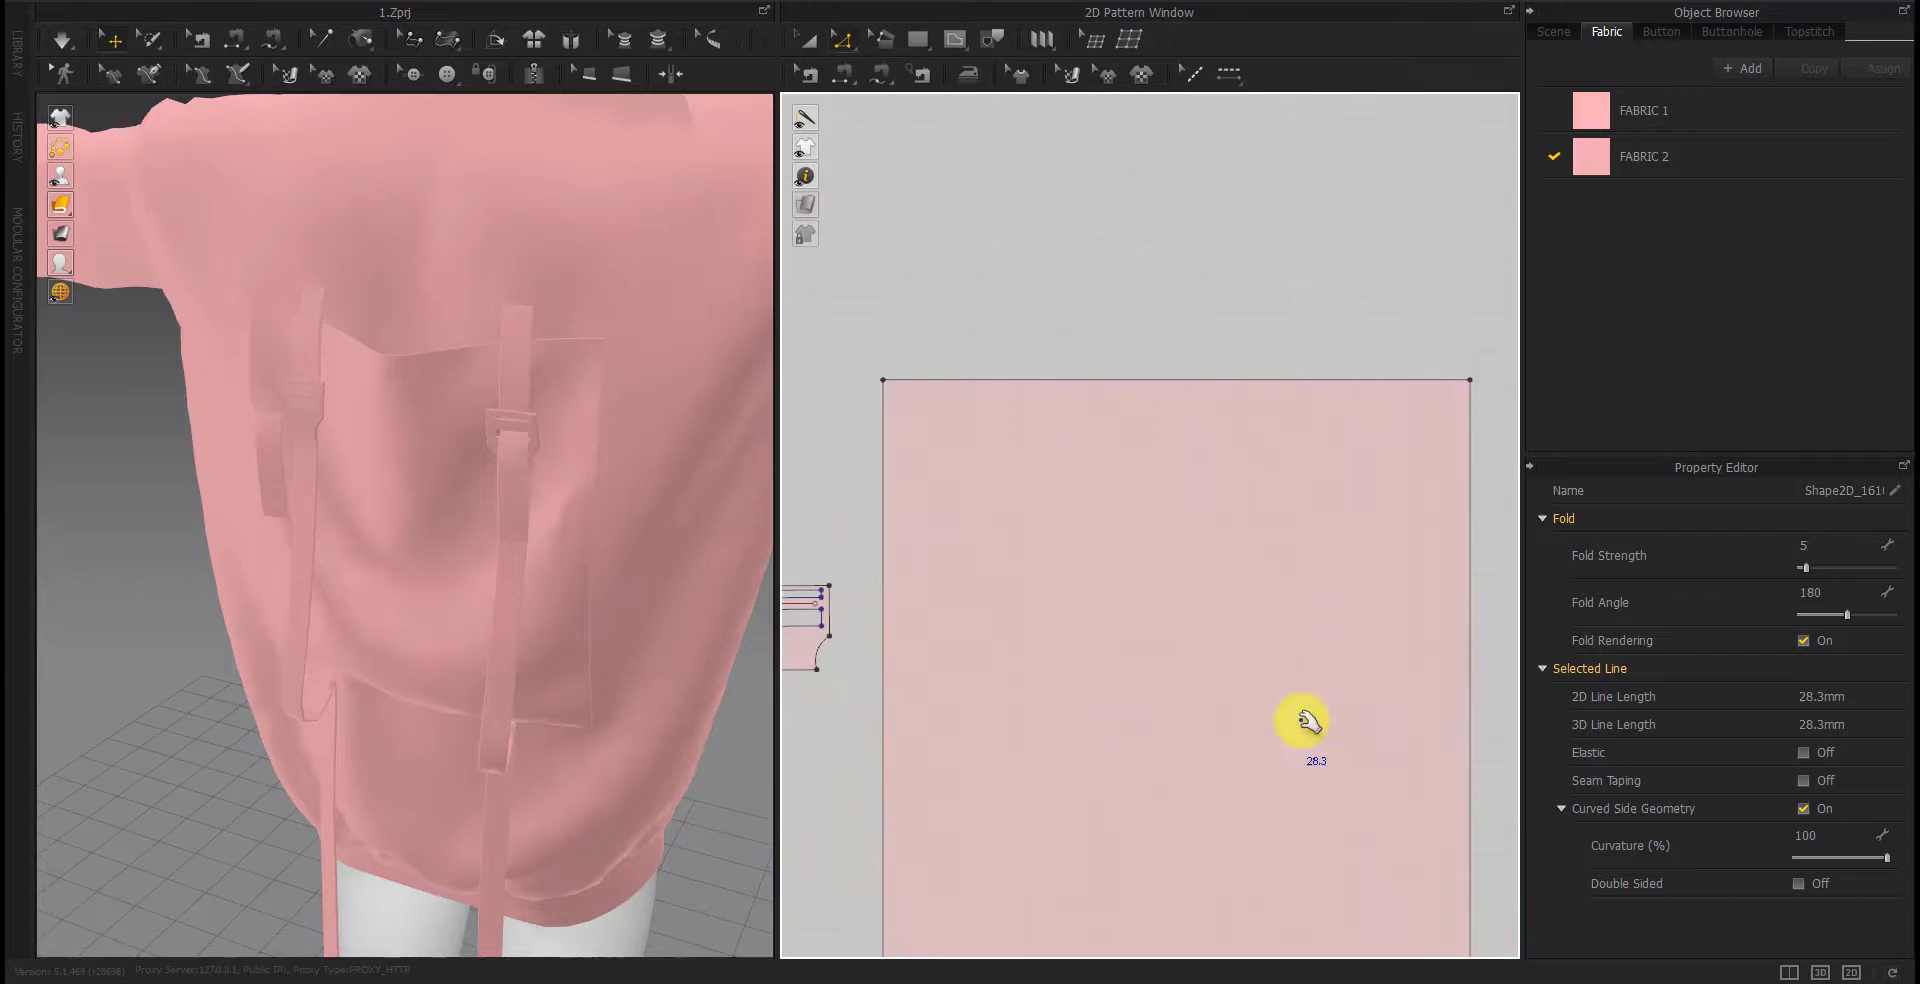 1.Zprj
2D Pattern Window
Object Browser
LIBRARY
HISTORY
MODULAR CONFIGURATOR
Scene
Fabric
Button
Buttonhole
Topstitch
+ Add
Copy
Assign
FABRIC 1
FABRIC 2
Property Editor
Name
Shape2D_161
Fold
Fold Strength
5
Fold Angle
180
Fold Rendering
On
Selected Line
2D Line Length
28.3mm
3D Line Length
28.3mm
Elastic
Off
Seam Taping
Off
Curved Side Geometry
On
Curvature (%)
100
Double Sided
Off
28.3
Version: 5.1.469 (r28698)
Proxy Server:127.0.0.1, Public IP:, Proxy Type:PROXY_HTTP
3D
2D